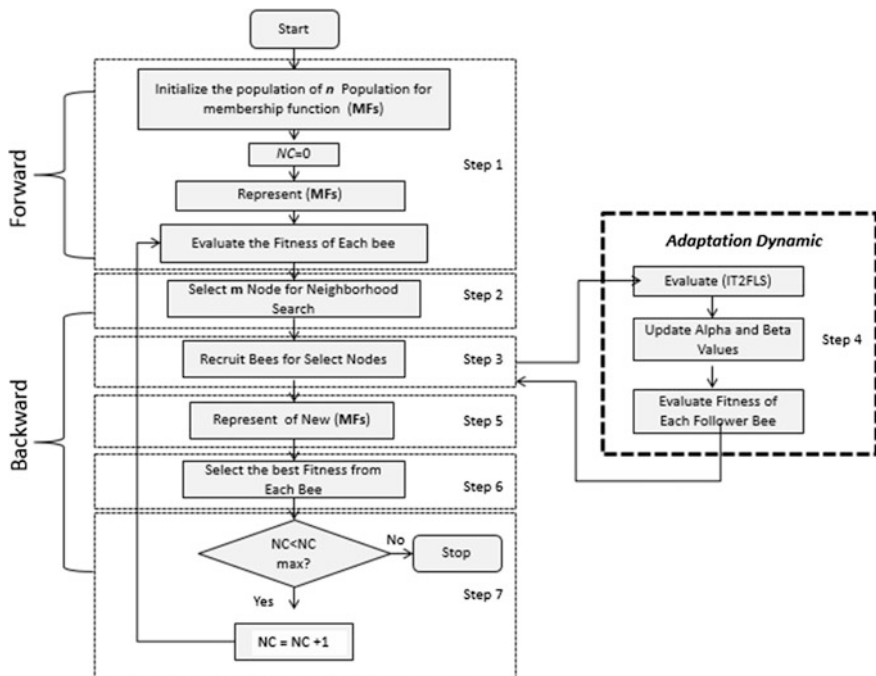 Start
Forward
Initialize the population of n Population for
membership function (MFs)
NC=0
Step 1
Represent (MFs)
Evaluate the Fitness of Each bee
Backward
Select m Node for Neighborhood
Search
Step 2
Recruit Bees for Select Nodes
Step 3
Adaptation Dynamic
Evaluate (IT2FLS)
Update Alpha and Beta
Values
Step 4
Evaluate Fitness of
Each Follower Bee
Represent of New (MFs)
Step 5
Select the best Fitness from
Each Bee
Step 6
NC<NC
max?
No
Stop
Yes
Step 7
NC = NC +1